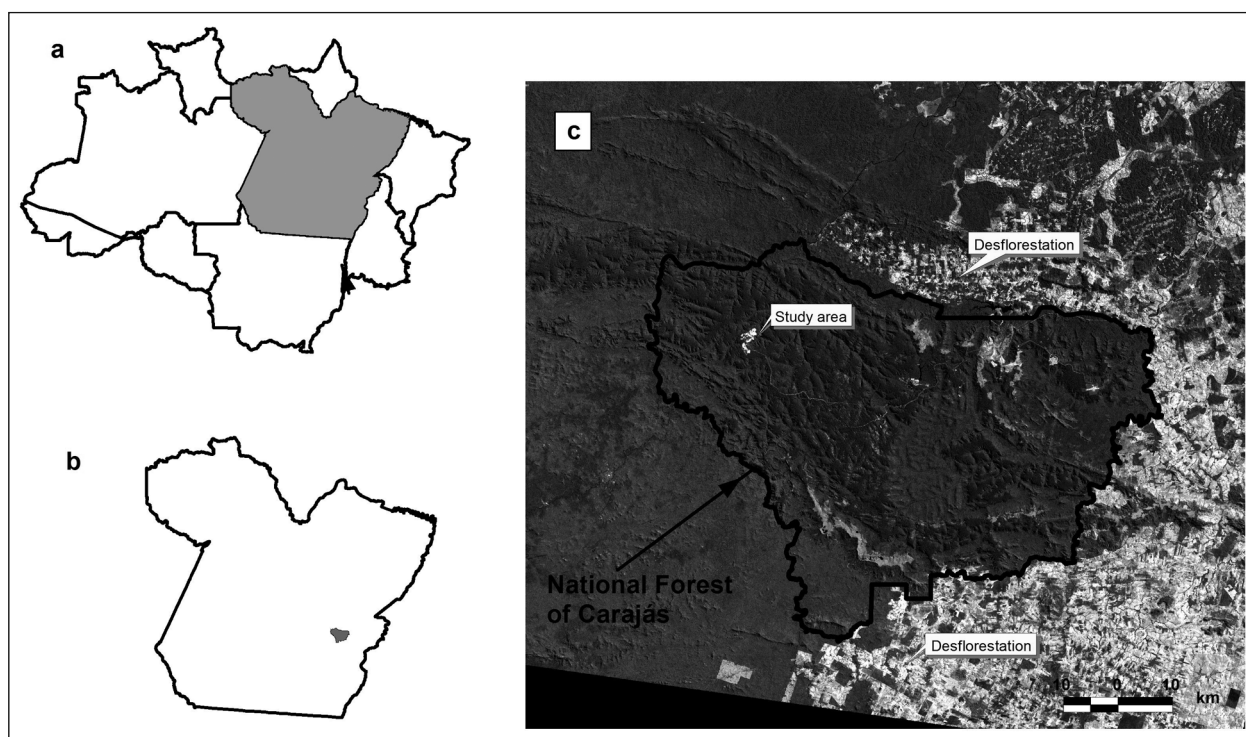 a
b
c
Desflorestation
Study area
National Forest
of Carajás
Desflorestation
10 0 10
km